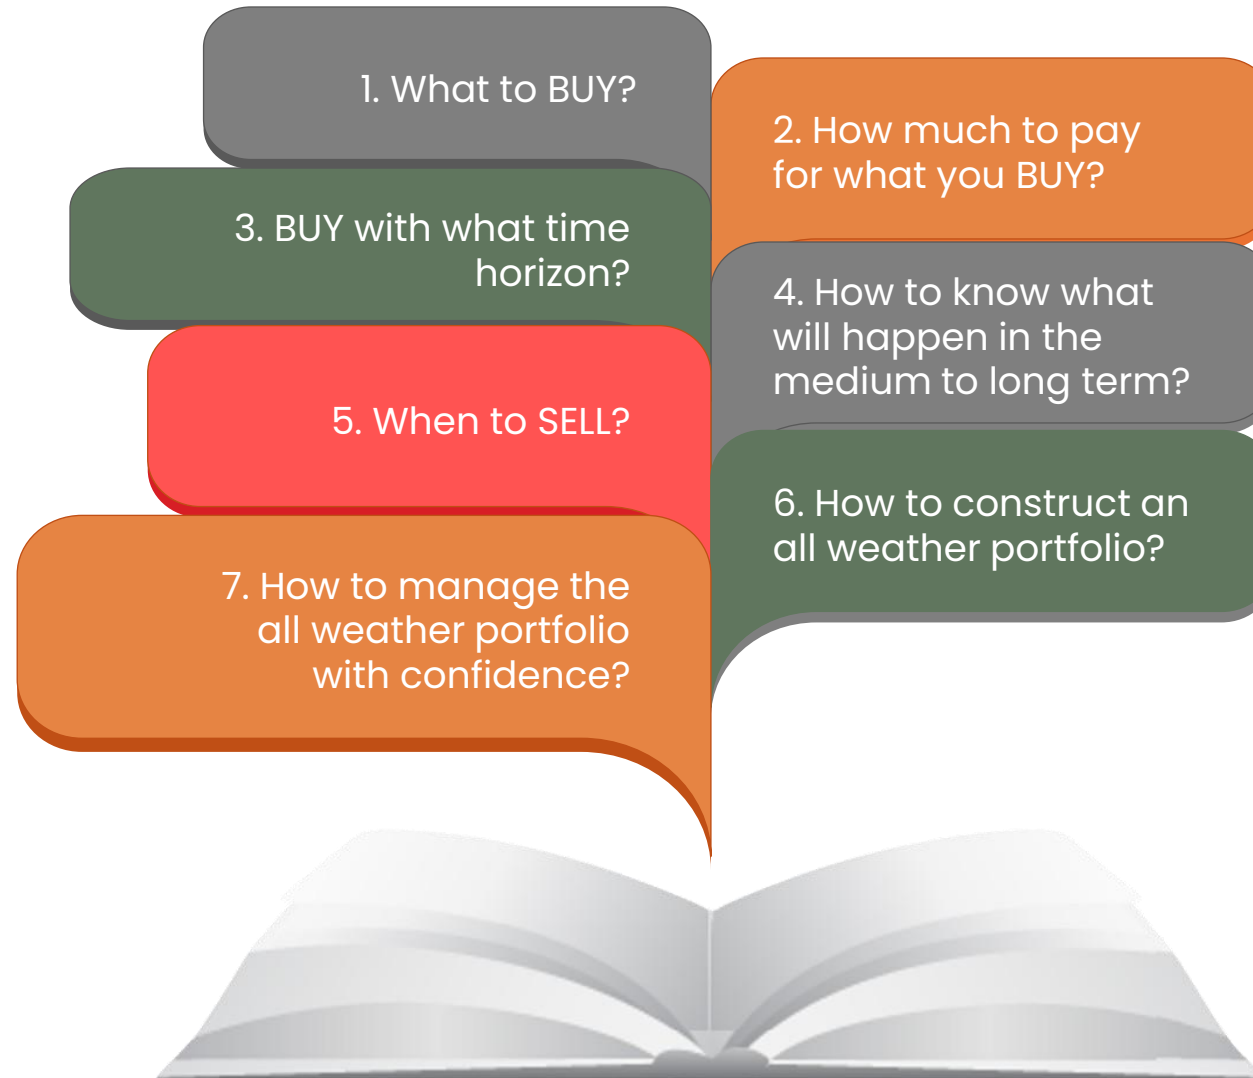 1. What to BUY?
2. How much to pay
for what you BUY?
3. BUY with what time
horizon?
4. How to know what
will happen in the
medium to long term?
5. When to SELL?
6. How to construct an
all weather portfolio?
7. How to manage the
all weather portfolio
with confidence?